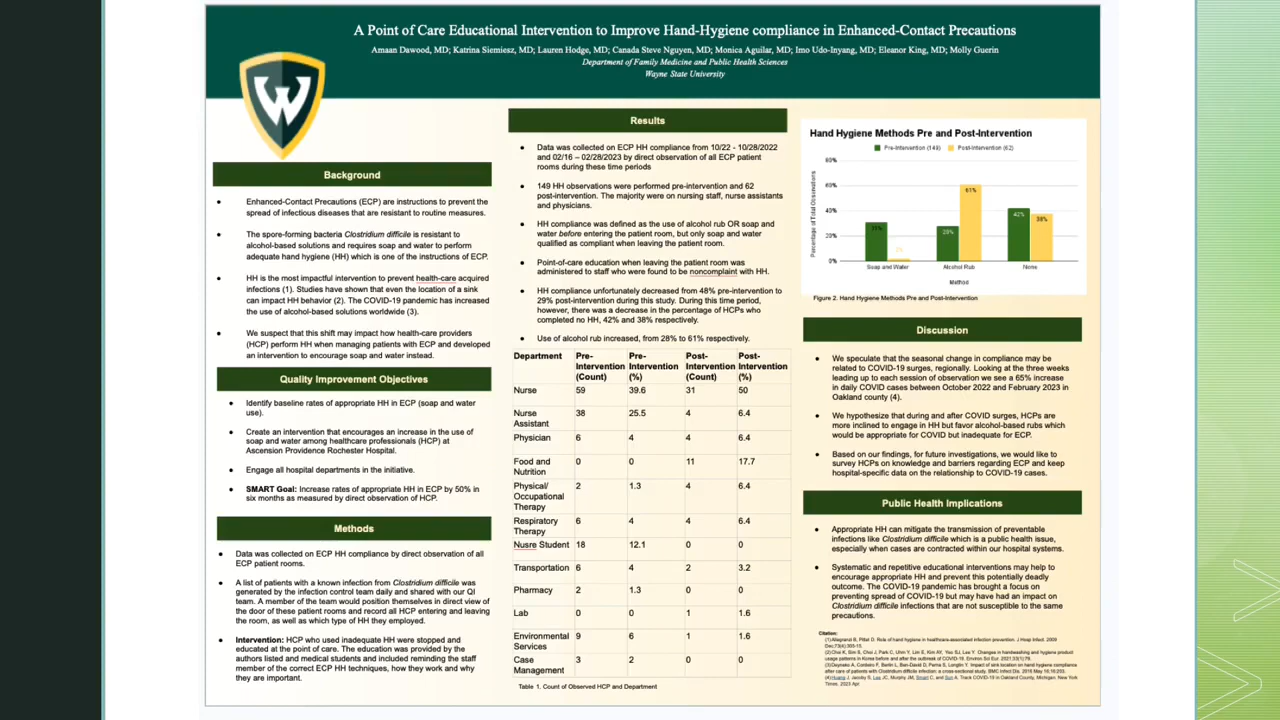 A Point of Care Educational Intervention to Improve Hand-Hygiene compliance in Enhanced-Contact Precautions
Amaan Dawood, MD; Katrina Siemiesz, MD; Lauren Hodge, MD; Canada Steve Nguyen, MD; Monica Aguilar, MD; Imo Udo-Inyang, MD; Eleanor King, MD; Molly Guerin
Department of Family Medicine and Public Health Sciences
Wayne State University
W
Background
• Enhanced-Contact Precautions (ECP) are instructions to prevent the
spread of infectious diseases that are resistant to routine measures.
• The spore-forming bacteria Clostridium difficile is resistant to
alcohol-based solutions and requires soap and water to perform
adequate hand hygiene (HH) which is one of the instructions of ECP.
• HH is the most impactful intervention to prevent health-care acquired
infections (1). Studies have shown that even the location of a sink
can impact HH behavior (2). The COVID-19 pandemic has increased
the use of alcohol-based solutions worldwide (3).
• We suspect that this shift may impact how health-care providers
(HCP) perform HH when managing patients with ECP and developed
an intervention to encourage soap and water instead.
Quality Improvement Objectives
• Identify baseline rates of appropriate HH in ECP (soap and water
use).
• Create an intervention that encourages an increase in the use of
soap and water among healthcare professionals (HCP) at
Ascension Providence Rochester Hospital.
• Engage all hospital departments in the initiative.
• SMART Goal: Increase rates of appropriate HH in ECP by 50% in
six months as measured by direct observation of HCP.
Methods
• Data was collected on ECP HH compliance by direct observation of all
ECP patient rooms.
• A list of patients with a known infection from Clostridium difficile was
generated by the infection control team daily and shared with our QI
team. A member of the team would position themselves in direct view of
the door of these patient rooms and record all HCP entering and leaving
the room, as well as which type of HH they employed.
• Intervention: HCP who used inadequate HH were stopped and
educated at the point of care. The education was provided by the
authors listed and medical students and included reminding the staff
member of the correct ECP HH techniques, how they work and why
they are important.
Results
• Data was collected on ECP HH compliance from 10/22 - 10/28/2022
and 02/16 – 02/28/2023 by direct observation of all ECP patient
rooms during these time periods
• 149 HH observations were performed pre-intervention and 62
post-intervention. The majority were on nursing staff, nurse assistants
and physicians.
• HH compliance was defined as the use of alcohol rub OR soap and
water before entering the patient room, but only soap and water
qualified as compliant when leaving the patient room.
• Point-of-care education when leaving the patient room was
administered to staff who were found to be noncomplaint with HH.
• HH compliance unfortunately decreased from 48% pre-intervention to
29% post-intervention during this study. During this time period,
however, there was a decrease in the percentage of HCPs who
completed no HH, 42% and 38% respectively.
• Use of alcohol rub increased, from 28% to 61% respectively.
Department Pre-Intervention (Count) Pre-Intervention (%) Post-Intervention (Count) Post-Intervention (%)
Nurse 59 39.6 31 50
Nurse Assistant 38 25.5 4 6.4
Physician 6 4 4 6.4
Food and Nutrition 0 0 11 17.7
Physical/ Occupational Therapy 2 1.3 4 6.4
Respiratory Therapy 6 4 4 6.4
Nusre Student 18 12.1 0 0
Transportation 6 4 2 3.2
Pharmacy 2 1.3 0 0
Lab 0 0 1 1.6
Environmental Services 9 6 1 1.6
Case Management 3 2 0 0
Table 1. Count of Observed HCP and Department
Hand Hygiene Methods Pre and Post-Intervention
Pre-Intervention (149) Post-Intervention (62)
Percentage of Total Observations
80%
60%
40%
20%
0%
28% 61% 42% 38%
Soap and Water Alcohol Rub None
Method
Figure 2. Hand Hygiene Methods Pre and Post-Intervention
Discussion
• We speculate that the seasonal change in compliance may be
related to COVID-19 surges, regionally. Looking at the three weeks
leading up to each session of observation we see a 65% increase
in daily COVID cases between October 2022 and February 2023 in
Oakland county (4).
• We hypothesize that during and after COVID surges, HCPs are
more inclined to engage in HH but favor alcohol-based rubs which
would be appropriate for COVID but inadequate for ECP.
• Based on our findings, for future investigations, we would like to
survey HCPs on knowledge and barriers regarding ECP and keep
hospital-specific data on the relationship to COVID-19 cases.
Public Health Implications
• Appropriate HH can mitigate the transmission of preventable
infections like Clostridium difficile which is a public health issue,
especially when cases are contracted within our hospital systems.
• Systematic and repetitive educational interventions may help to
encourage appropriate HH and prevent this potentially deadly
outcome. The COVID-19 pandemic has brought a focus on
preventing spread of COVID-19 but may have had an impact on
Clostridium difficile infections that are not susceptible to the same
precautions.
Citation:
(1) Allegranzi B, Pittet D. Role of hand hygiene in healthcare-associated infection prevention. J Hosp Infect. 2009